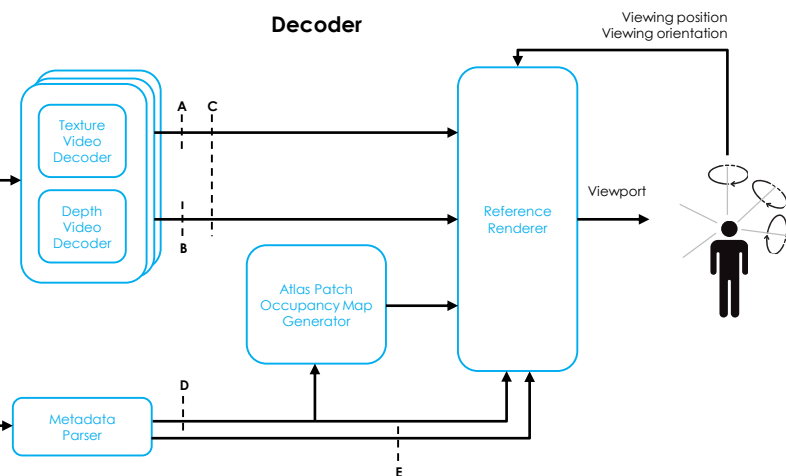 Decoder
Viewing position
Viewing orientation
A
C
Texture
Video
Decoder
Depth
Video
Decoder
B
Reference
Renderer
Viewport
Atlas Patch
Occupancy Map
Generator
D
Metadata
Parser
E